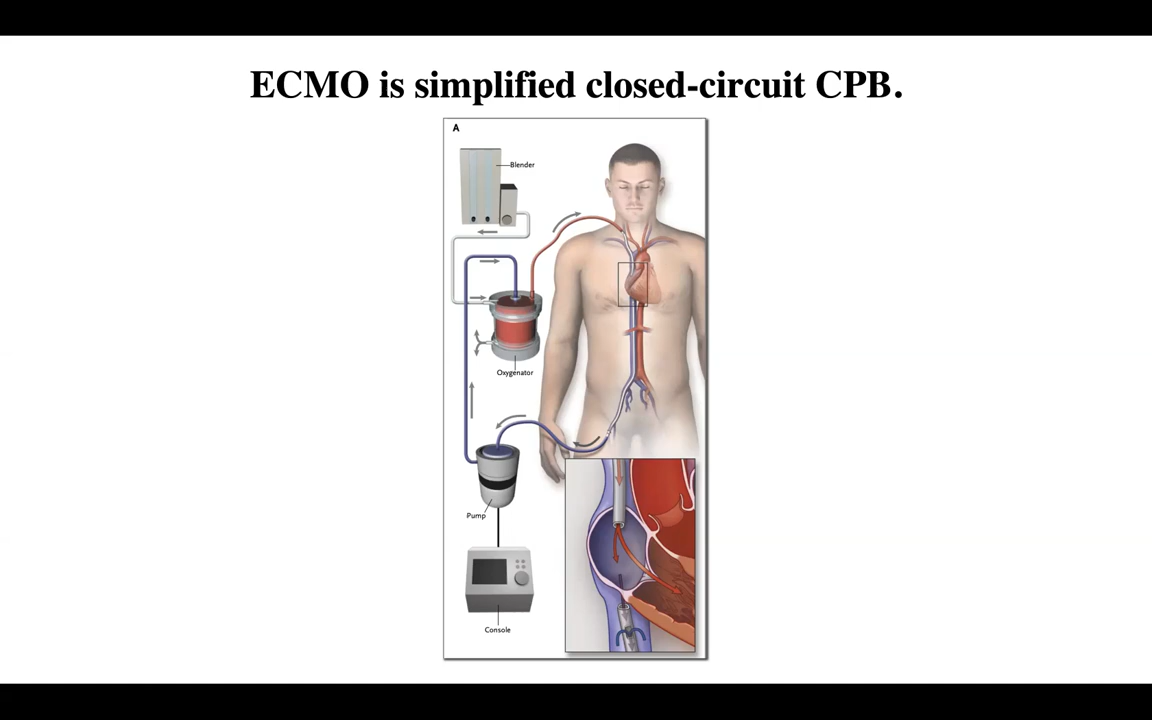 ECMO is simplified closed-circuit CPB.
A
Blender
Oxygenator
Pump
Console